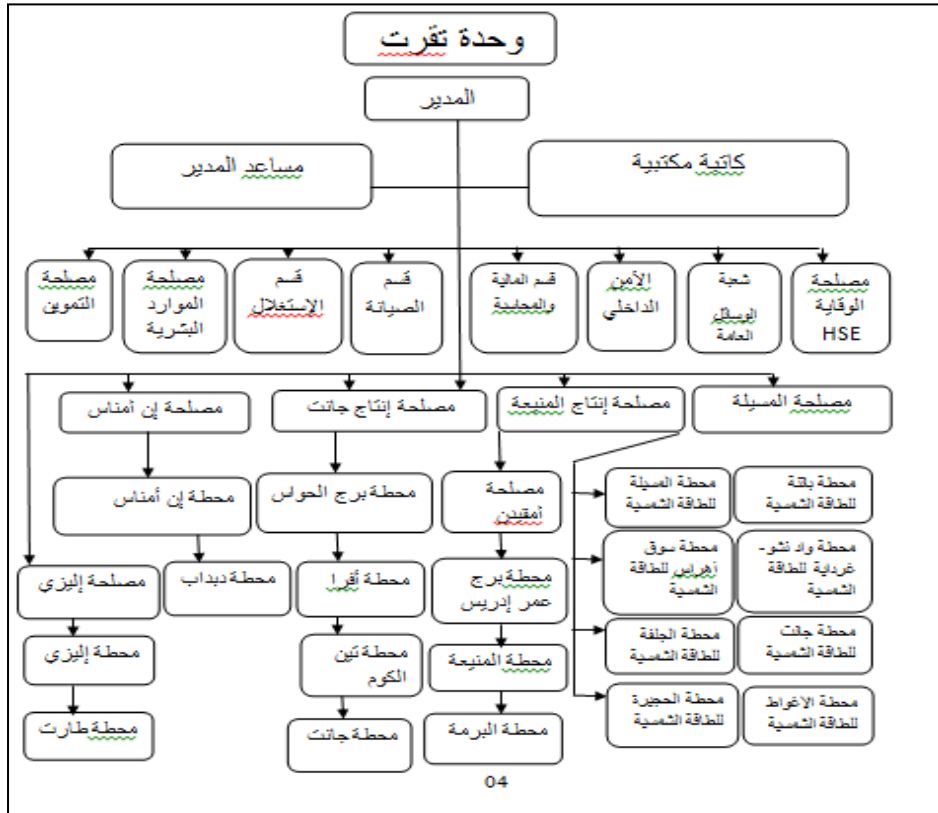 وحدة تقرت
المدير
كاتبة مكتبية
مساعد المدير
مصلحة
الوقاية
HSE
شعبة
الوسائل
العامة
الأمن
الداخلي
قسم المالية
والمحاسبة
قسم
الصيانة
قسم
الإستغلال
مصلحة
الموارد
البشرية
مصلحة
التموين
مصلحة المسيلة
مصلحة إنتاج المنيعة
مصلحة إنتاج جانت
مصلحة إن أمناس
محطة باتنة
للطاقة الشمسية
محطة المسيلة
للطاقة الشمسية
مصلحة
أمقيدن
محطة برج الحواس
محطة إن أمناس
محطة واد نشو-
غرداية للطاقة
الشمسية
محطة سوق
أهراس للطاقة
الشمسية
محطة برج
عمر إدريس
محطة أفرا
محطة دبداب
مصلحة إليزي
محطة جانت
للطاقة الشمسية
محطة الجلفة
للطاقة الشمسية
محطة المنيعة
محطة تين
الكوم
محطة إليزي
محطة الاغواط
للطاقة الشمسية
محطة الحجيرة
للطاقة الشمسية
محطة البرمة
محطة جانت
محطة طارت
04